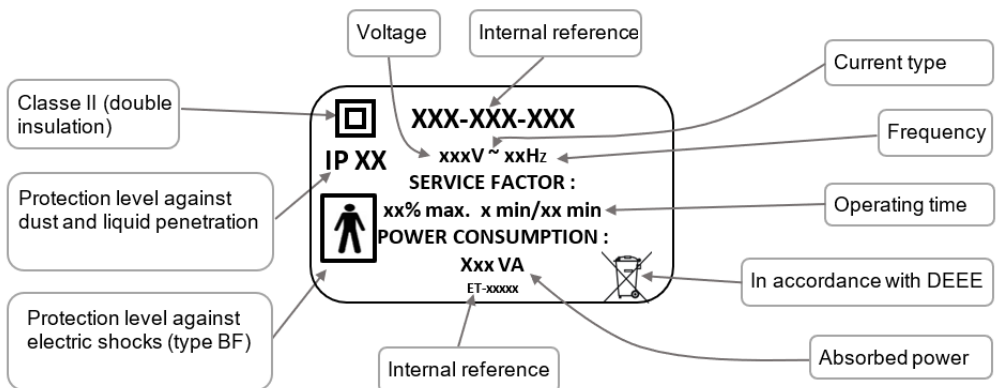 Voltage
Internal reference
Current type
Classe II (double
insulation)
XXX-XXX-XXX
Frequency
IP XX
xxxV ~ xxHz
SERVICE FACTOR :
Protection level against
dust and liquid penetration
xx% max. x min/xx min
Operating time
POWER CONSUMPTION :
Xxx VA
In accordance with DEEE
ET-xxxxx
Protection level against
electric shocks (type BF)
Internal reference
Absorbed power